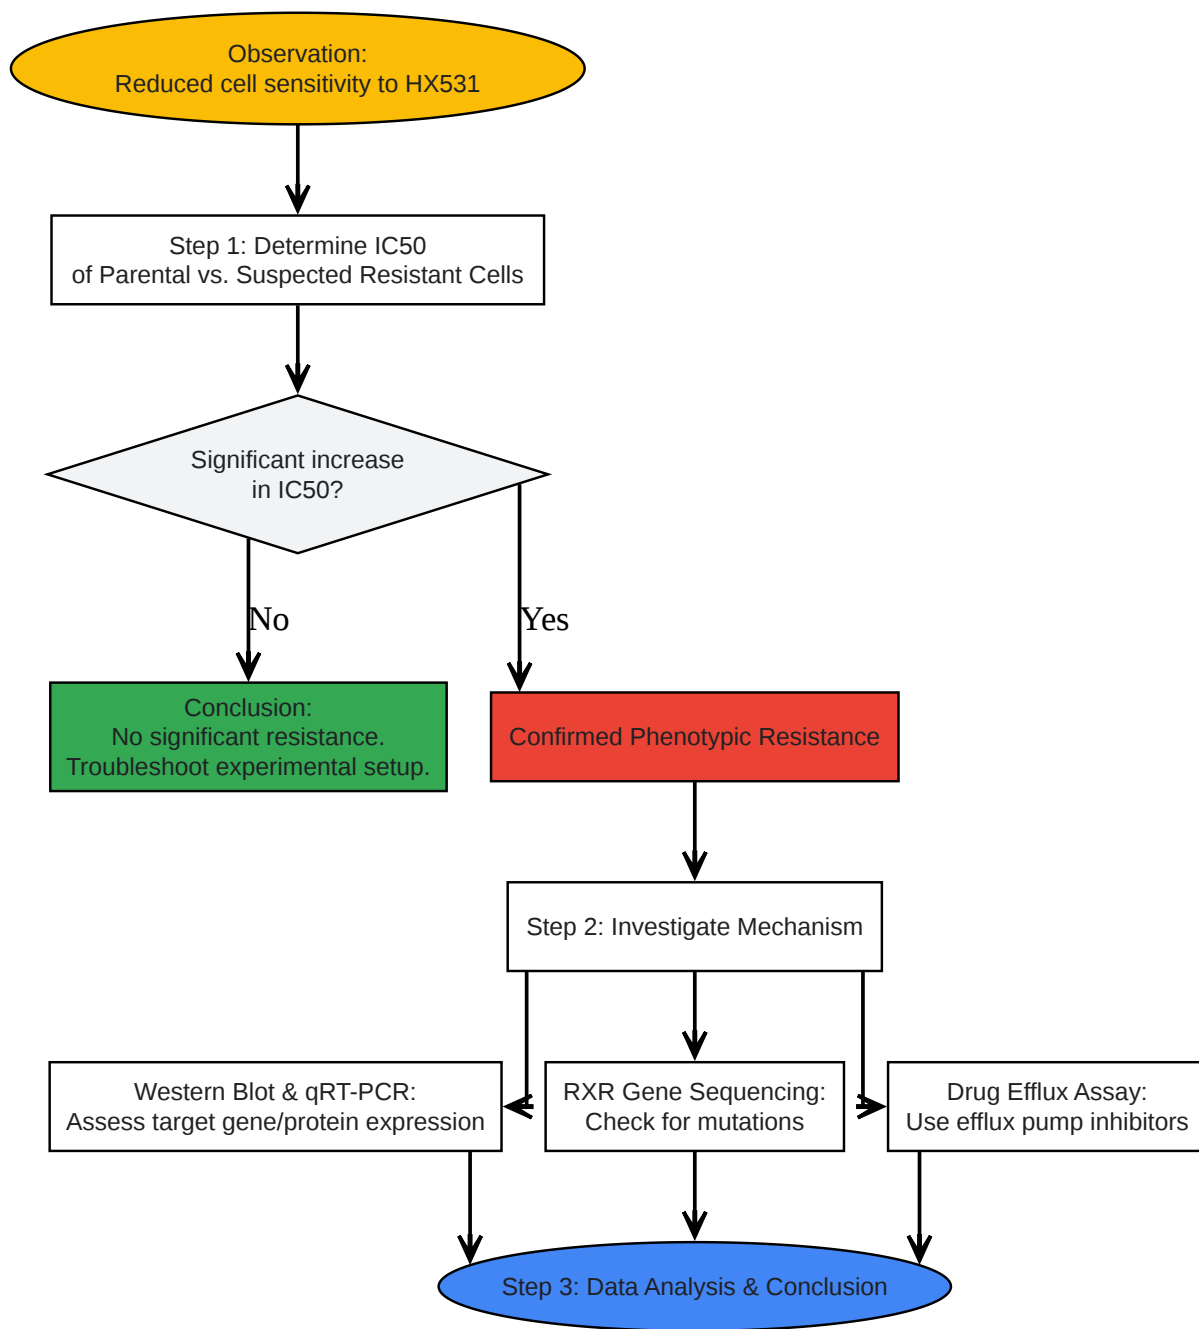 Observation:
Reduced cell sensitivity to HX531
Step 1: Determine IC50
of Parental vs. Suspected Resistant Cells
Significant increase
in IC50?
No
Yes
Conclusion:
No significant resistance.
Troubleshoot experimental setup.
Confirmed Phenotypic Resistance
Step 2: Investigate Mechanism
Western Blot & qRT-PCR:
Assess target gene/protein expression
RXR Gene Sequencing:
Check for mutations
Drug Efflux Assay:
Use efflux pump inhibitors
Step 3: Data Analysis & Conclusion